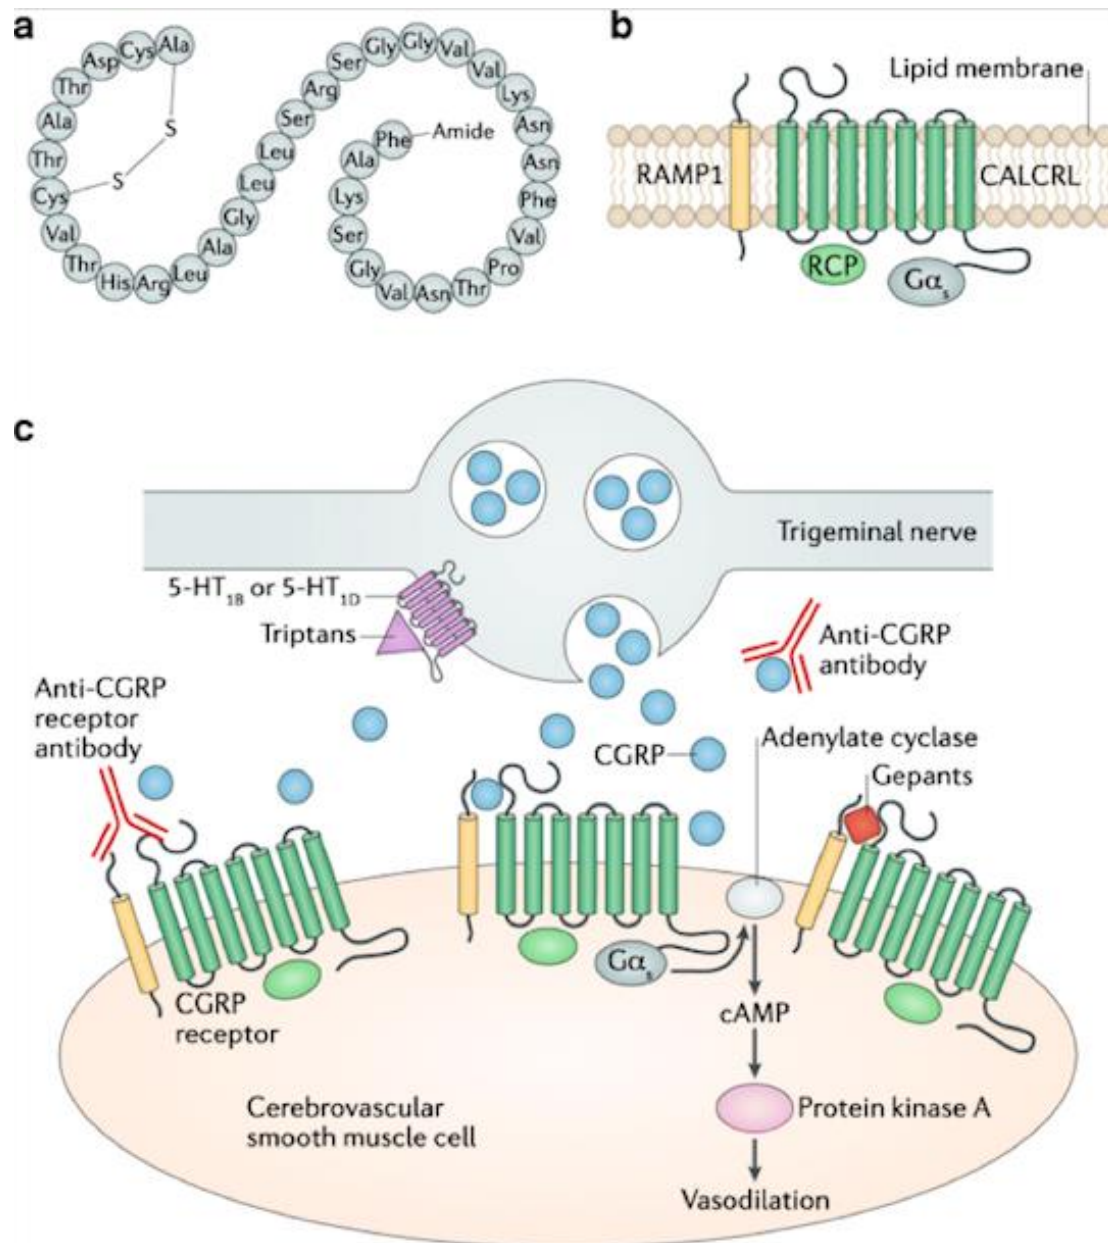 a
Ala
Cys
Asp
Thr
Ala
Thr
Cys
Val
Thr
His
Arg
Leu
Ala
Gly
Leu
Leu
Ser
Arg
Ser
Gly
Gly
Val
Val
Lys
Asn
Asn
Phe
Val
Pro
Thr
Asn
Val
Gly
Ser
Lys
Ala
Phe
Amide
S
S
b
Lipid membrane
RAMP1
CALCRL
RCP
Gαs
c
Trigeminal nerve
5-HT1B or 5-HT1D
Triptans
Anti-CGRP
antibody
Anti-CGRP
receptor
antibody
CGRP
Adenylate cyclase
Gepants
Gαs
CGRP
receptor
cAMP
Cerebrovascular
smooth muscle cell
Protein kinase A
Vasodilation